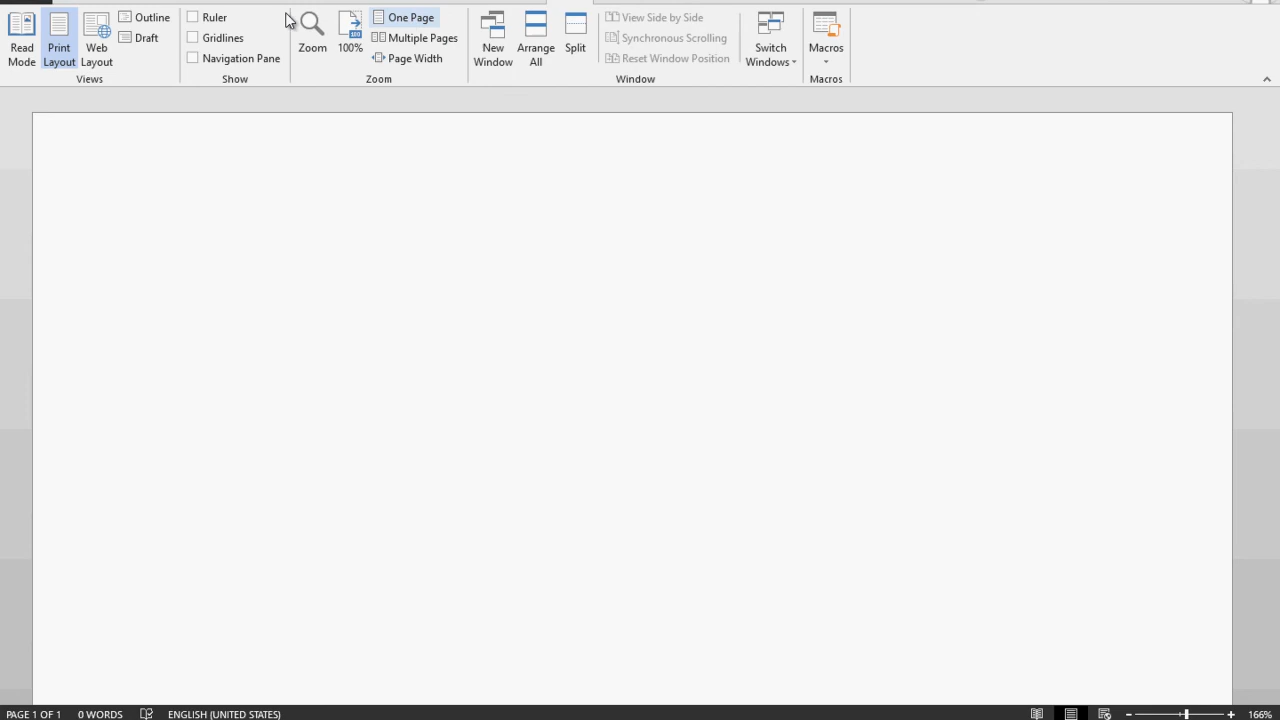 Read Mode
Print Layout
Web Layout
Outline
Draft
Views
Ruler
Gridlines
Navigation Pane
Show
Zoom
100
100%
One Page
Multiple Pages
Page Width
Zoom
New Window
Arrange All
Split
View Side by Side
Synchronous Scrolling
Reset Window Position
Window
Switch Windows
Macros
Macros
PAGE 1 OF 1 0 WORDS ENGLISH (UNITED STATES) 166%